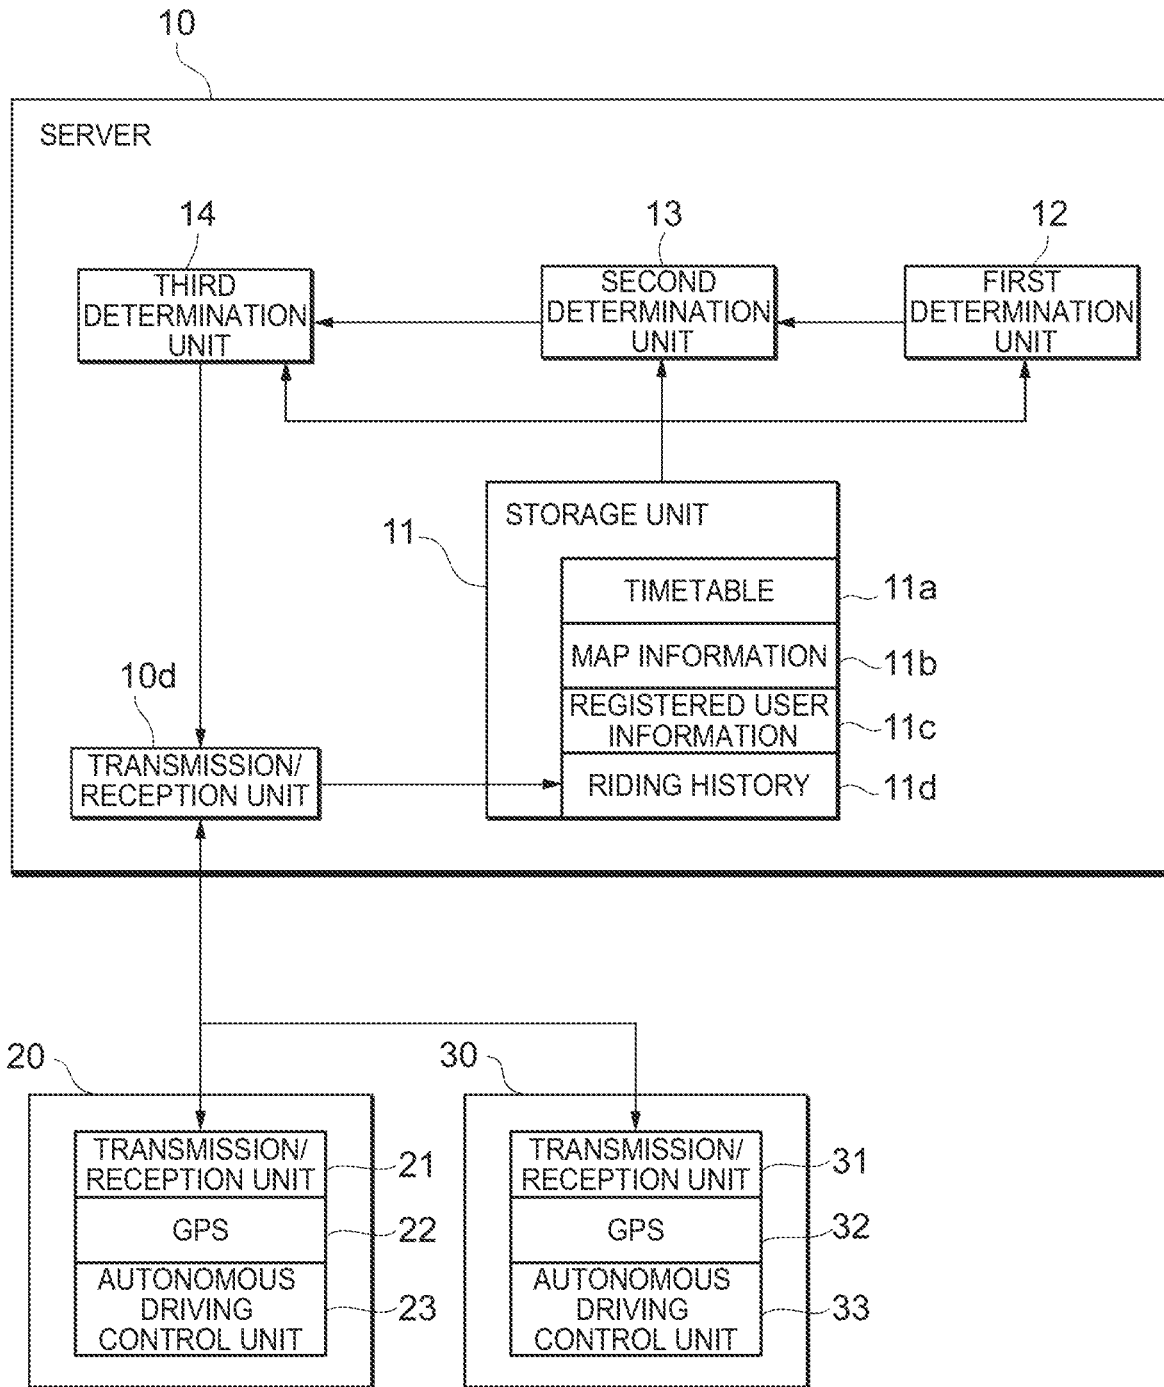 10
SERVER
14
13
12
THIRD
DETERMINATION
UNIT
SECOND
DETERMINATION
UNIT
FIRST
DETERMINATION
UNIT
11
STORAGE UNIT
TIMETABLE
11a
MAP INFORMATION
11b
REGISTERED USER
INFORMATION
11c
RIDING HISTORY
11d
10d
TRANSMISSION/
RECEPTION UNIT
20
TRANSMISSION/
RECEPTION UNIT
21
GPS
22
AUTONOMOUS
DRIVING
CONTROL UNIT
23
30
TRANSMISSION/
RECEPTION UNIT
31
GPS
32
AUTONOMOUS
DRIVING
CONTROL UNIT
33